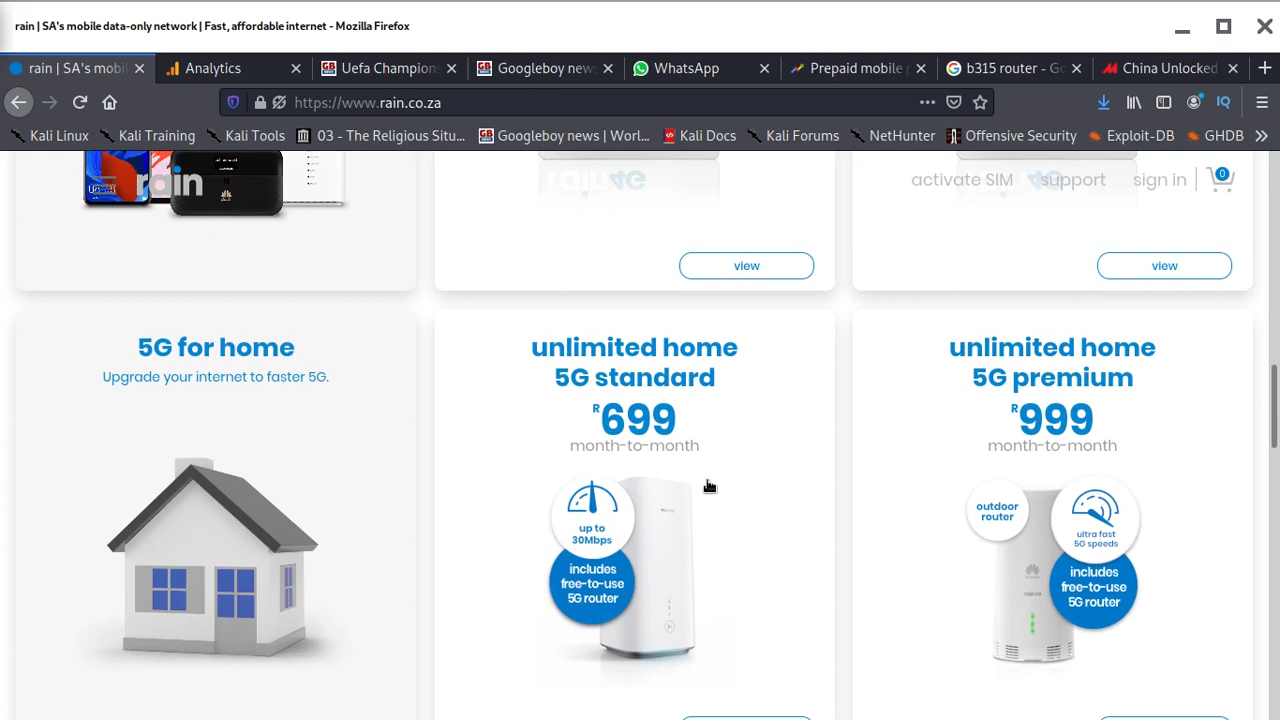 rain | SA's mobile data-only network | Fast, affordable internet - Mozilla Firefox
rain | SA's mobil
Analytics
Uefa Champion
Googleboy new
WhatsApp
Prepaid mobile p
b315 router - Go
China Unlocked
https://www.rain.co.za
IQ
Kali Linux
Kali Training
Kali Tools
03 - The Religious Situ...
Googleboy news | Worl...
Kali Docs
Kali Forums
NetHunter
Offensive Security
Exploit-DB
GHDB
rain
activate SIM
support
sign in
0
view
view
5G for home
Upgrade your internet to faster 5G.
unlimited home
5G standard
R699
month-to-month
up to
30Mbps
includes
free-to-use
5G router
unlimited home
5G premium
R999
month-to-month
outdoor
router
ultra fast
5G speeds
includes
free-to-use
5G router